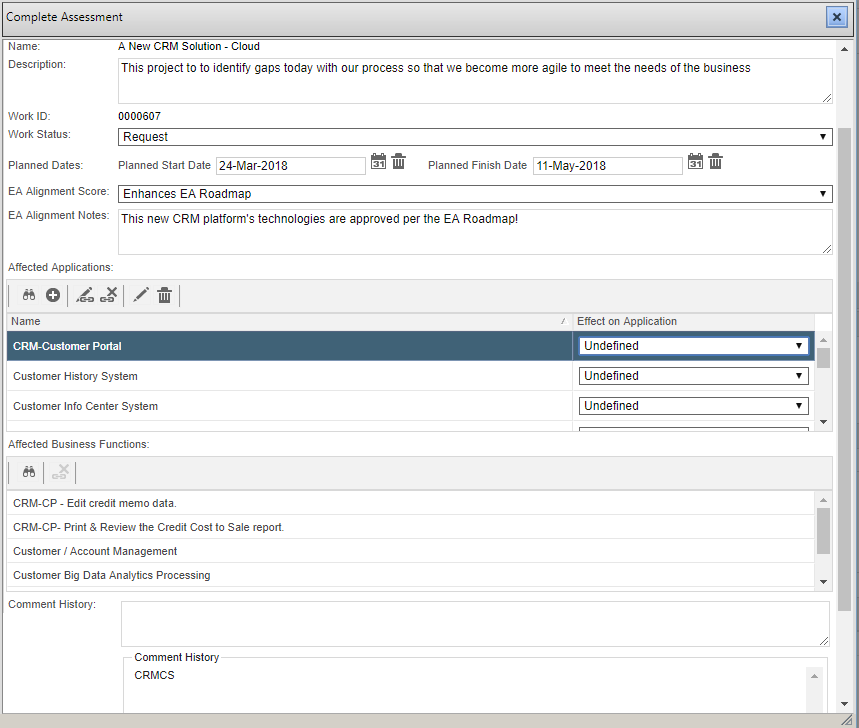 Complete Assessment
Name: A New CRM Solution - Cloud
Description: This project to to identify gaps today with our process so that we become more agile to meet the needs of the business
Work ID: 0000607
Work Status: Request
Planned Dates: Planned Start Date 24-Mar-2018 31 Planned Finish Date 11-May-2018 31
EA Alignment Score: Enhances EA Roadmap
EA Alignment Notes: This new CRM platform's technologies are approved per the EA Roadmap!
Affected Applications:
Name Effect on Application
CRM-Customer Portal Undefined
Customer History System Undefined
Customer Info Center System Undefined
Affected Business Functions:
CRM-CP - Edit credit memo data.
CRM-CP- Print & Review the Credit Cost to Sale report.
Customer / Account Management
Customer Big Data Analytics Processing
Comment History:
Comment History
CRMCS